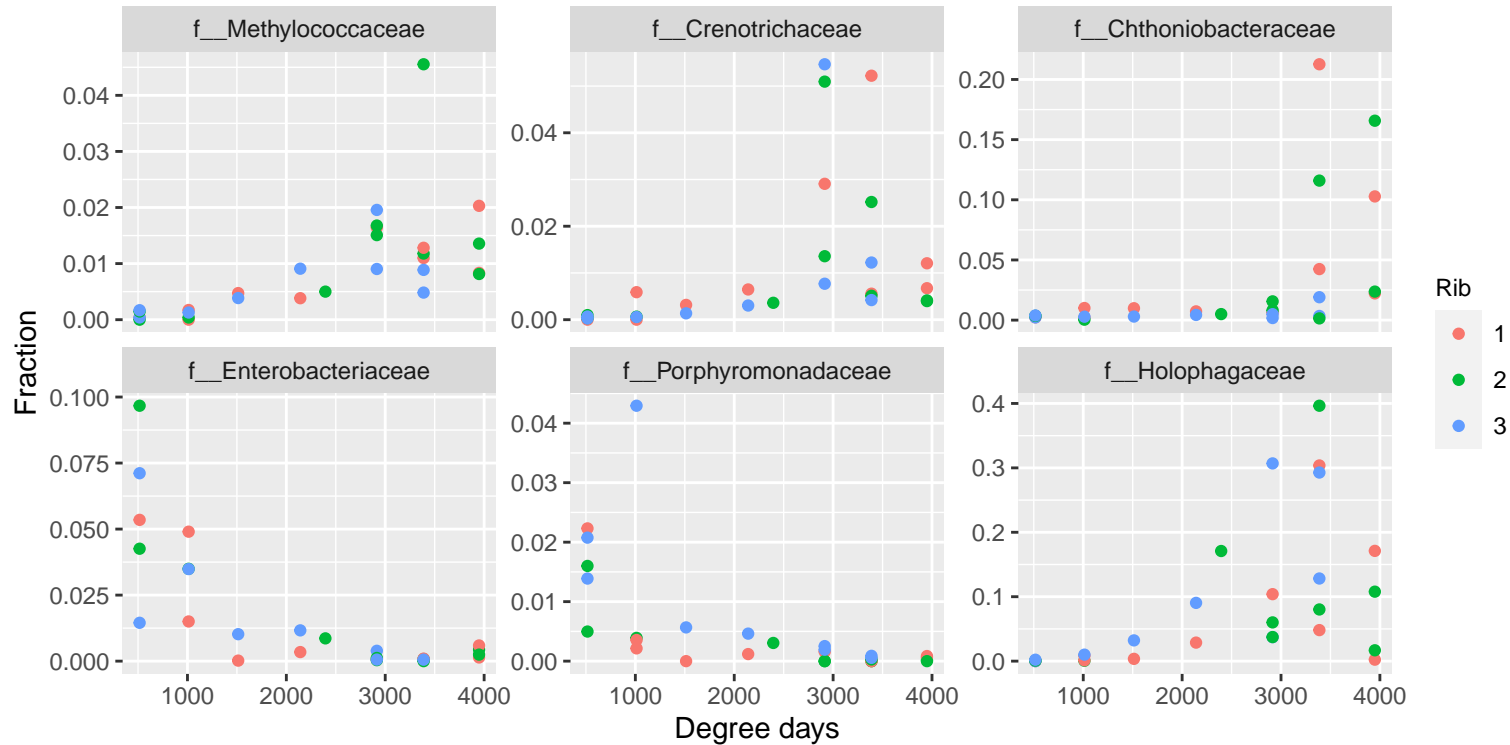 f__Methylococcaceae
f__Crenotrichaceae
f__Chthoniobacteraceae
0.04
0.03
0.02
0.01
0.00
0.04
0.02
0.00
0.20
0.15
0.10
0.05
0.00
f__Enterobacteriaceae
f__Porphyromonadaceae
f__Holophagaceae
0.100
0.075
0.050
0.025
0.000
0.04
0.03
0.02
0.01
0.00
0.4
0.3
0.2
0.1
0.0
1000 2000 3000 4000
1000 2000 3000 4000
1000 2000 3000 4000
Degree days
Fraction
Rib
1
2
3